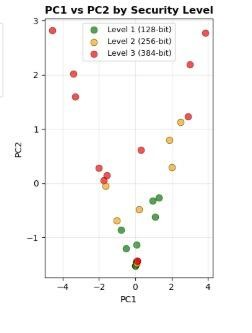 PC1 vs PC2 by Security Level
Level 1 (128-bit)
Level 2 (256-bit)
Level 3 (384-bit)
3
2
1
0
−1
PC2
−4
−2
0
2
4
PC1